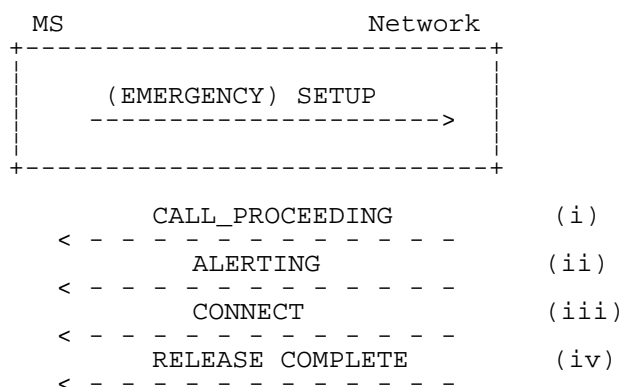 MS Network
(EMERGENCY) SETUP
CALL_PROCEEDING (i)
ALERTING (ii)
CONNECT (iii)
RELEASE COMPLETE (iv)